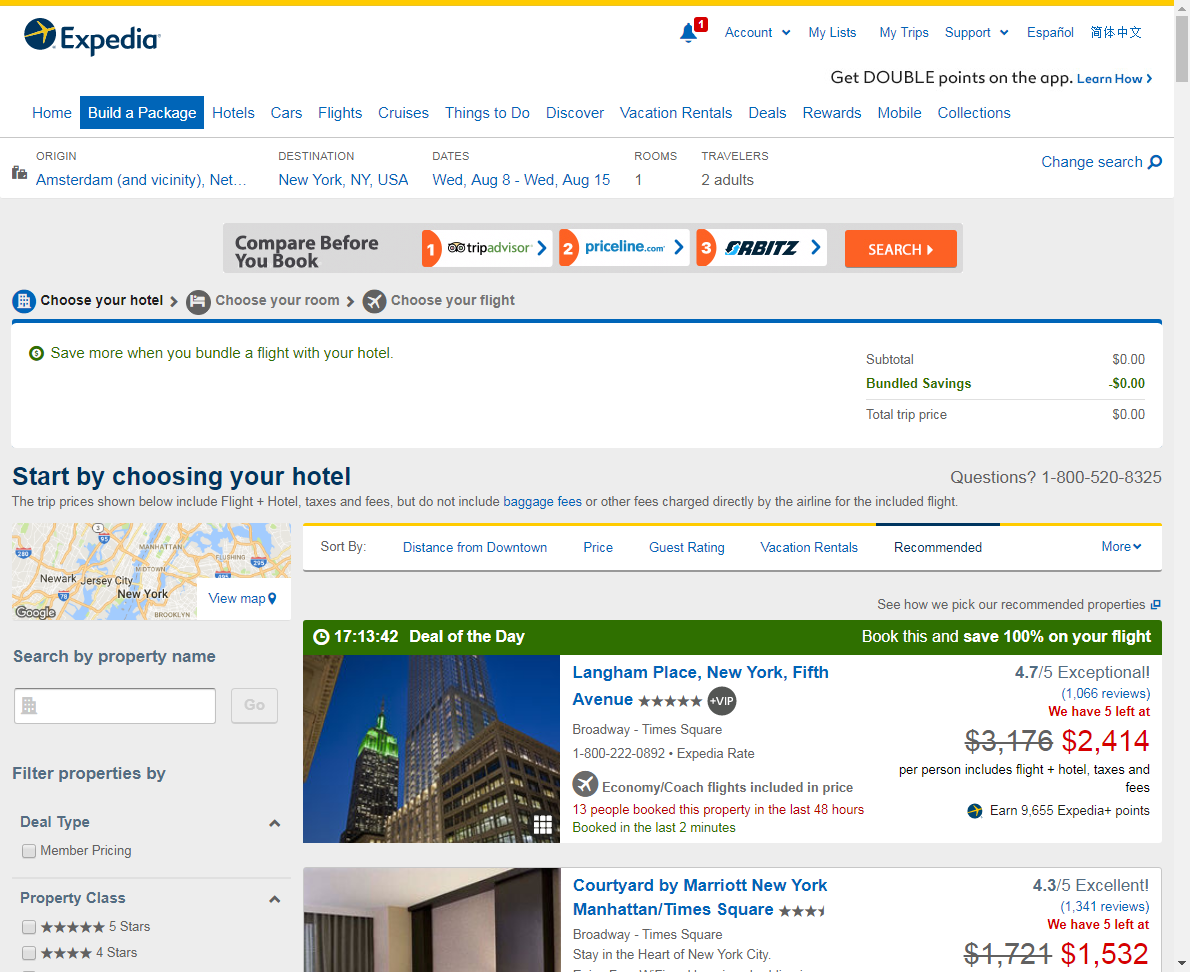 Expedia
1
Account
My Lists
My Trips
Support
Español
简体中文
Get DOUBLE points on the app. Learn How
Home
Build a Package
Hotels
Cars
Flights
Cruises
Things to Do
Discover
Vacation Rentals
Deals
Rewards
Mobile
Collections
ORIGIN
Amsterdam (and vicinity), Net...
DESTINATION
New York, NY, USA
DATES
Wed, Aug 8 - Wed, Aug 15
ROOMS
1
TRAVELERS
2 adults
Change search
Compare Before
You Book
1 tripadvisor
2 priceline.com
3 ORBITZ
SEARCH
Choose your hotel
Choose your room
Choose your flight
Save more when you bundle a flight with your hotel.
Subtotal $0.00
Bundled Savings -$0.00
Total trip price $0.00
Start by choosing your hotel
Questions? 1-800-520-8325
The trip prices shown below include Flight + Hotel, taxes and fees, but do not include baggage fees or other fees charged directly by the airline for the included flight.
3
95
280
MANHATTAN
FLUSHING
MIDTOWN
295
Newark
Jersey City
495
78
New York
BROOKLYN
Google
View map
Search by property name
Go
Filter properties by
Deal Type
Member Pricing
Property Class
5 Stars
4 Stars
Sort By:
Distance from Downtown
Price
Guest Rating
Vacation Rentals
Recommended
More
See how we pick our recommended properties
17:13:42 Deal of the Day
Book this and save 100% on your flight
Langham Place, New York, Fifth
Avenue
+VIP
Broadway - Times Square
1-800-222-0892 • Expedia Rate
Economy/Coach flights included in price
13 people booked this property in the last 48 hours
Booked in the last 2 minutes
4.7/5 Exceptional!
(1,066 reviews)
We have 5 left at
$3,176 $2,414
per person includes flight + hotel, taxes and
fees
Earn 9,655 Expedia+ points
Courtyard by Marriott New York
Manhattan/Times Square
Broadway - Times Square
Stay in the Heart of New York City.
4.3/5 Excellent!
(1,341 reviews)
We have 5 left at
$1,721 $1,532